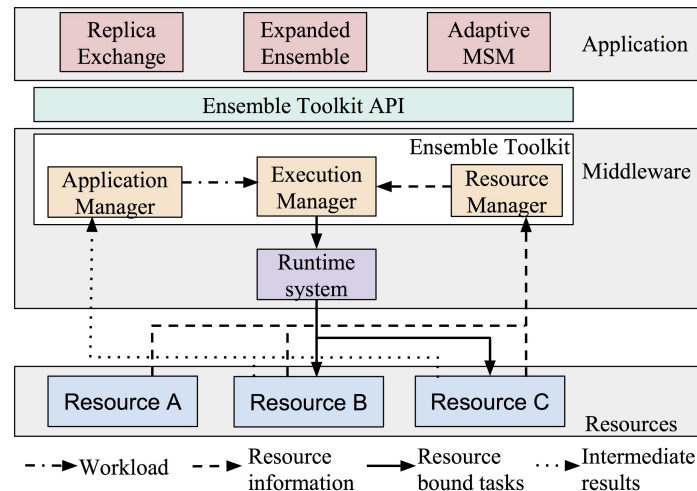 Replica
Exchange
Expanded
Ensemble
Adaptive
MSM
Application
Ensemble Toolkit API
Ensemble Toolkit
Middleware
Application
Manager
Execution
Manager
Resource
Manager
Runtime
system
Resource A
Resource B
Resource C
Resources
Workload
Resource
information
Resource
bound tasks
Intermediate
results